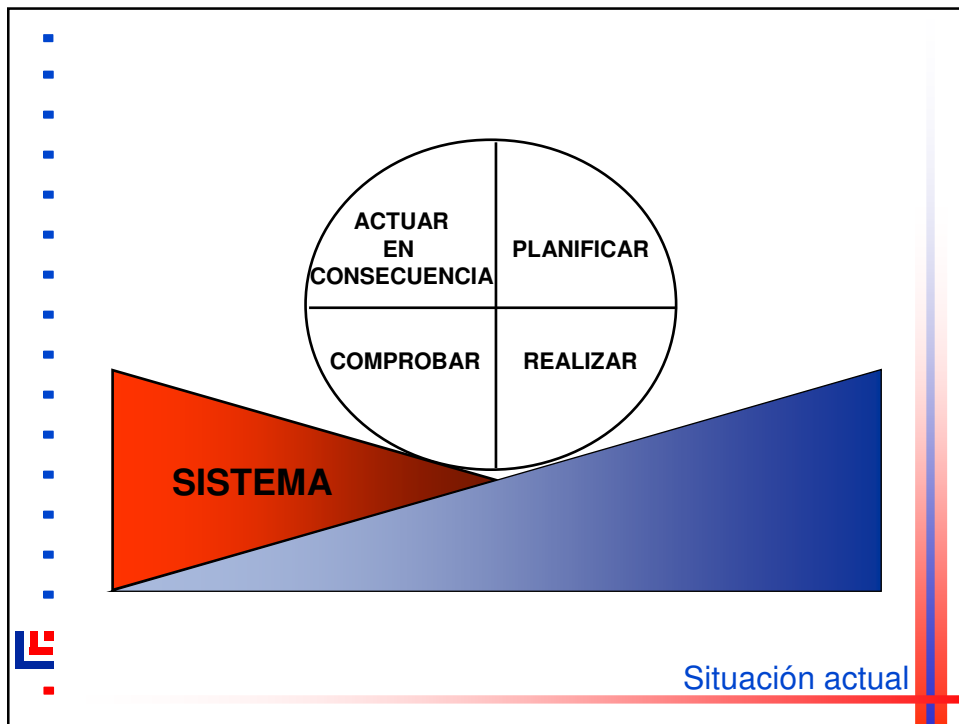 ACTUAR
EN
CONSECUENCIA
PLANIFICAR
COMPROBAR
REALIZAR
SISTEMA
Situación actual